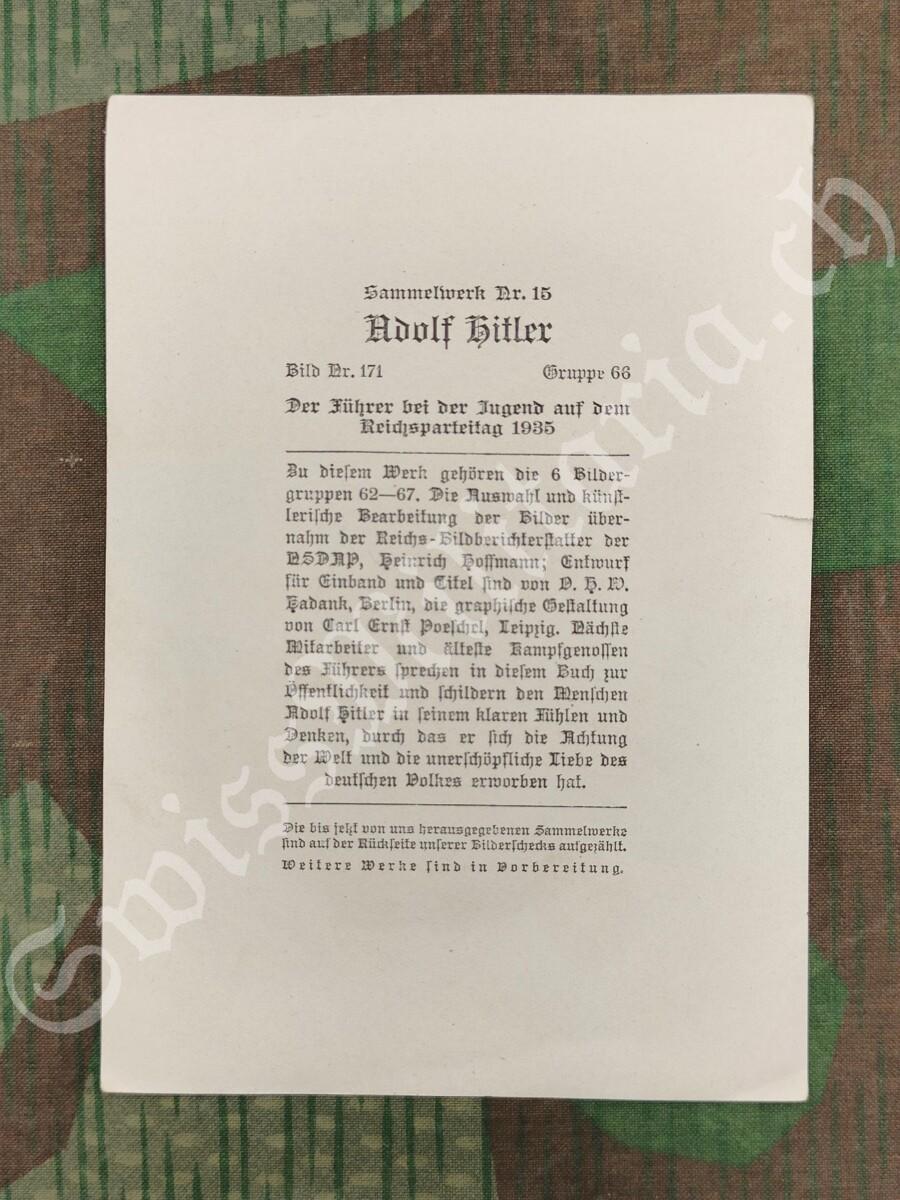 Sammelwerk Nr. 15
Adolf Hitler
Bild Nr. 171 Gruppe 66
Der Führer bei der Jugend auf dem
Reichsparteitag 1935
Zu diesem Werk gehören die 6 Bilder-
gruppen 62—67. Die Auswahl und künst-
lerische Bearbeitung der Bilder über-
nahm der Reichs-Bildberichterstatter der
NSDAP, Heinrich Hoffmann; Entwurf
für Einband und Titel sind von O. H. W.
Hadank, Berlin, die graphische Gestaltung
von Carl Ernst Poeschel, Leipzig. Nächste
Mitarbeiter und älteste Kampfgenossen
des Führers sprechen in diesem Buch zur
Öffentlichkeit und schildern den Menschen
Adolf Hitler in seinem klaren Fühlen und
Denken, durch das er sich die Achtung
der Welt und die unerschöpfliche Liebe des
deutschen Volkes erworben hat.
Die bis jetzt von uns herausgegebenen Sammelwerke
sind auf der Rückseite unserer Bilderschecks aufgezählt.
Weitere Werke sind in Vorbereitung.
SwissMilitaria.ch